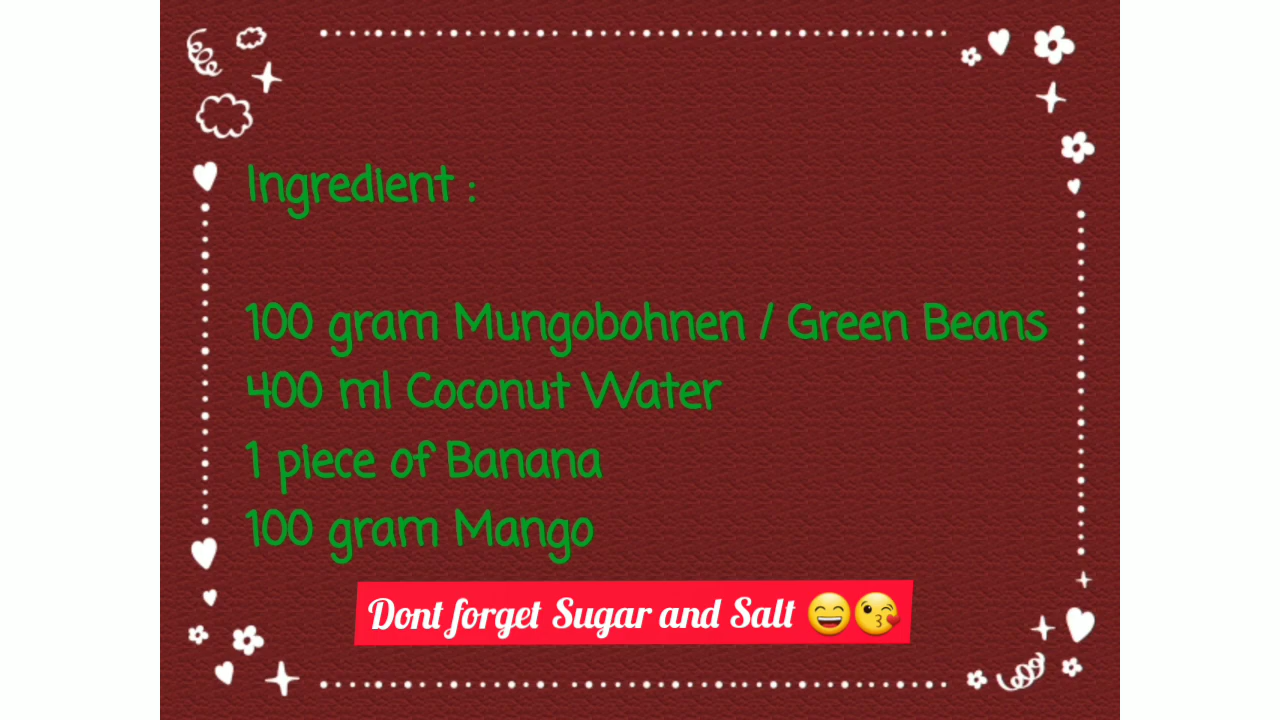 Ingredient :
100 gram Mungobohnen / Green Beans
400 ml Coconut Water
1 piece of Banana
100 gram Mango
Dont forget Sugar and Salt 😄😘